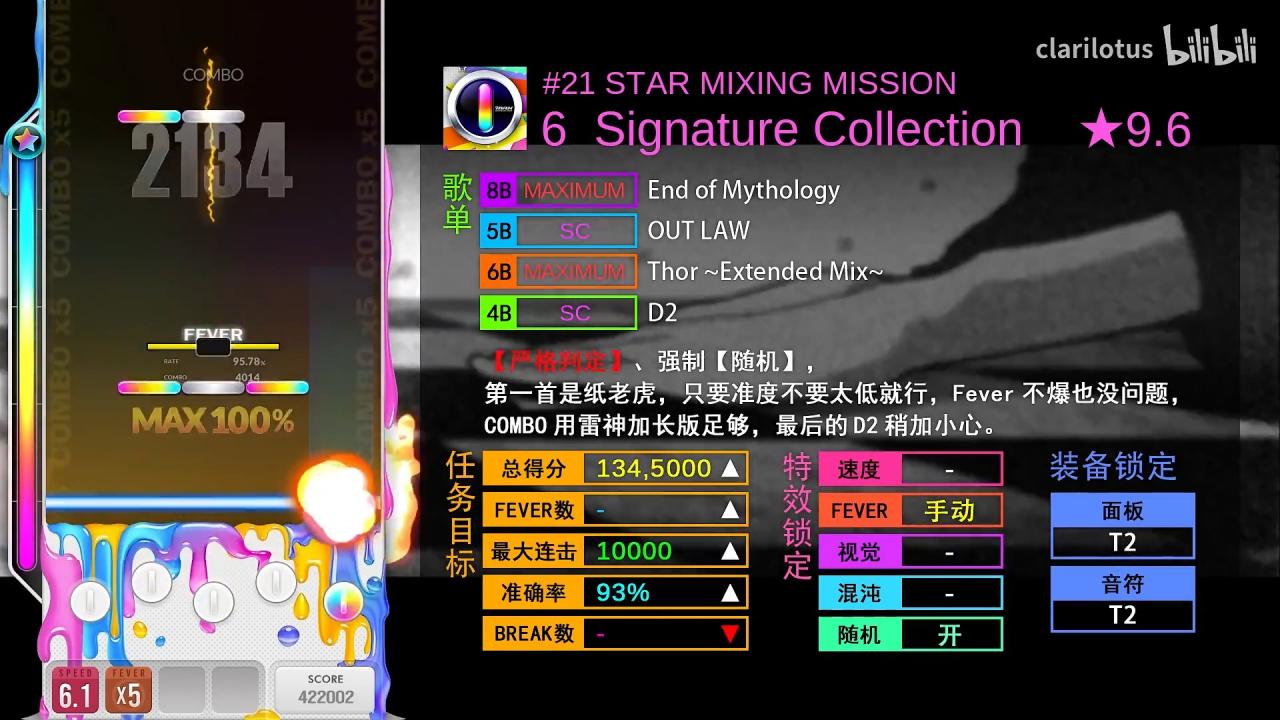 clarilotus bilibili
#21 STAR MIXING MISSION
6 Signature Collection ★9.6
歌单
8B MAXIMUM End of Mythology
5B SC OUT LAW
6B MAXIMUM Thor ~Extended Mix~
4B SC D2
【严格判定】、强制【随机】,
第一首是纸老虎，只要准度不要太低就行，Fever 不爆也没问题，
COMBO 用雷神加长版足够，最后的 D2 稍加小心。
任务目标
总得分 134,5000 ▲
FEVER数 - ▲
最大连击 10000 ▲
准确率 93% ▲
BREAK数 - ▼
特效锁定
速度 -
FEVER 手动
视觉 -
混沌 -
随机 开
装备锁定
面板
T2
音符
T2
COMBO
2134
COMBO x5
COMBO x5
FEVER
RATE 95.78%
COMBO 4014
MAX 100%
SPEED
6.1
FEVER
x5
SCORE
422002